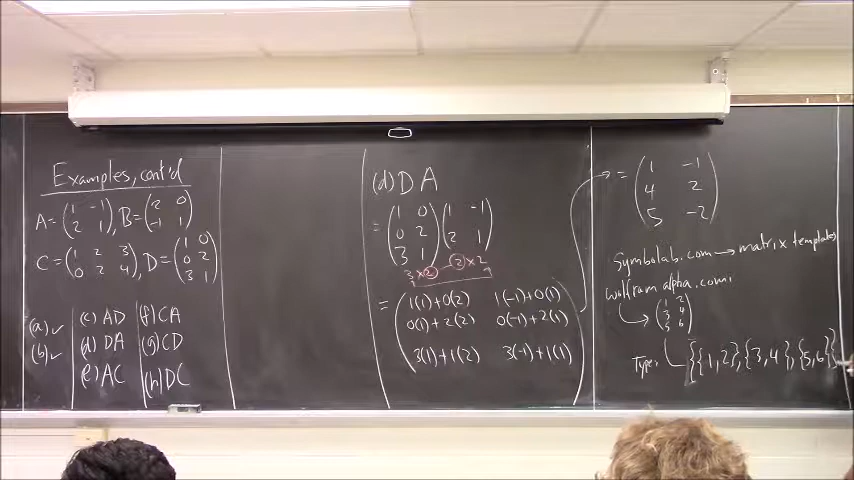 Examples, cont'd
A = (1 -1; 2 1), B = (2 0; -1 1)
C = (1 2 3; 0 2 4), D = (1 0; 0 2; 3 1)
(a) ✓
(b) ✓
(c) AD
(d) DA
(e) AC
(f) CA
(g) CD
(h) DC
(d) DA
= (1 0; 0 2; 3 1)(1 -1; 2 1)
3 × 2 2 × 2
= (1(1)+0(2) 1(-1)+0(1)
0(1)+2(2) 0(-1)+2(1)
3(1)+1(2) 3(-1)+1(1))
= (1 -1
4 2
5 -2)
Symbolab.com → matrix templates
wolframalpha.com:
(1 2
3 4
5 6)
Type: {{1,2},{3,4},{5,6}}